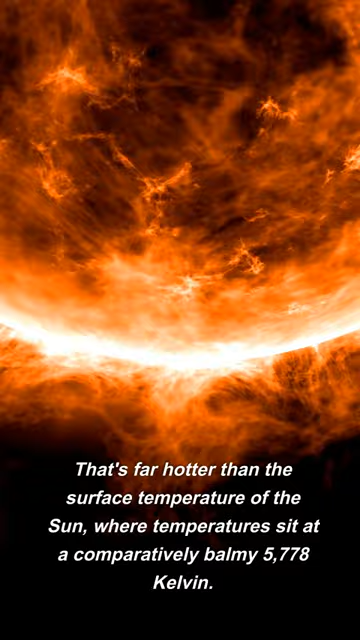 That's far hotter than the
surface temperature of the
Sun, where temperatures sit at
a comparatively balmy 5,778
Kelvin.